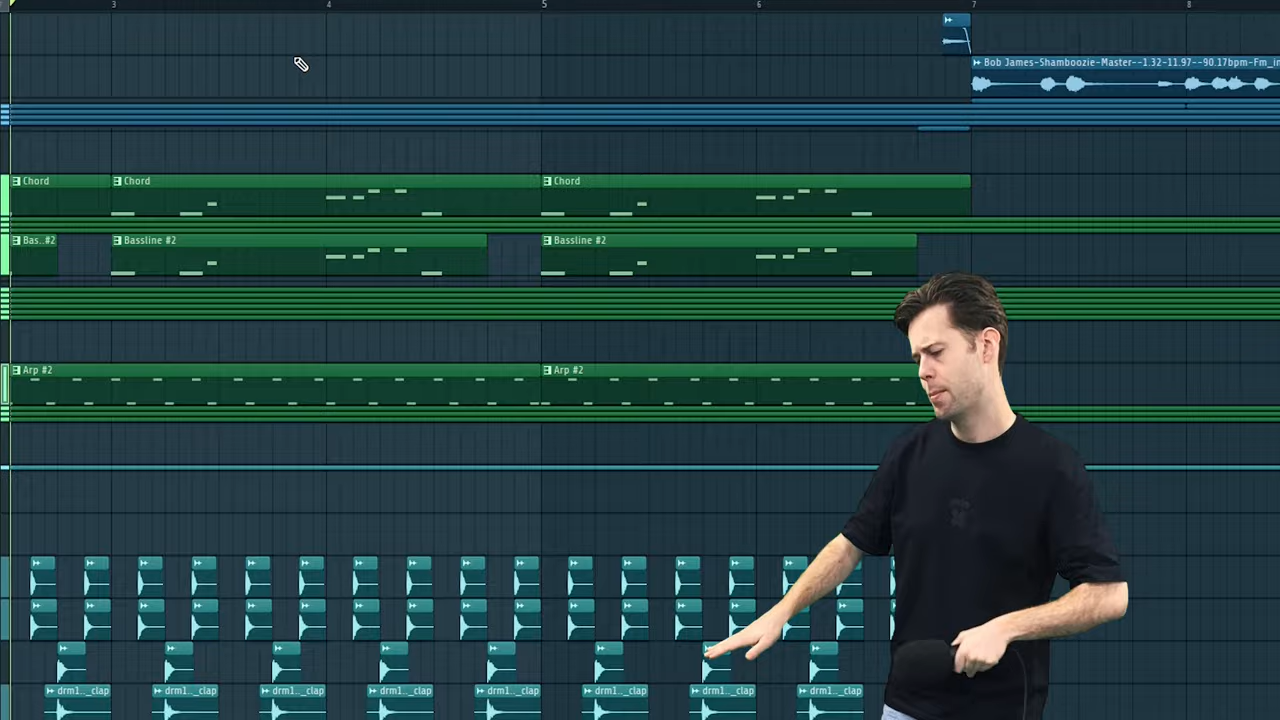 3 4 5 6 7 8
Bob James-Shamboozie-Master--1.32-11.97--90.17bpm-Fm_in
Chord Chord Chord
Bas..#2 Bassline #2 Bassline #2
Arp #2 Arp #2
drm1.._clap drm1.._clap drm1.._clap drm1.._clap drm1.._clap drm1.._clap drm1.._clap drm1.._clap